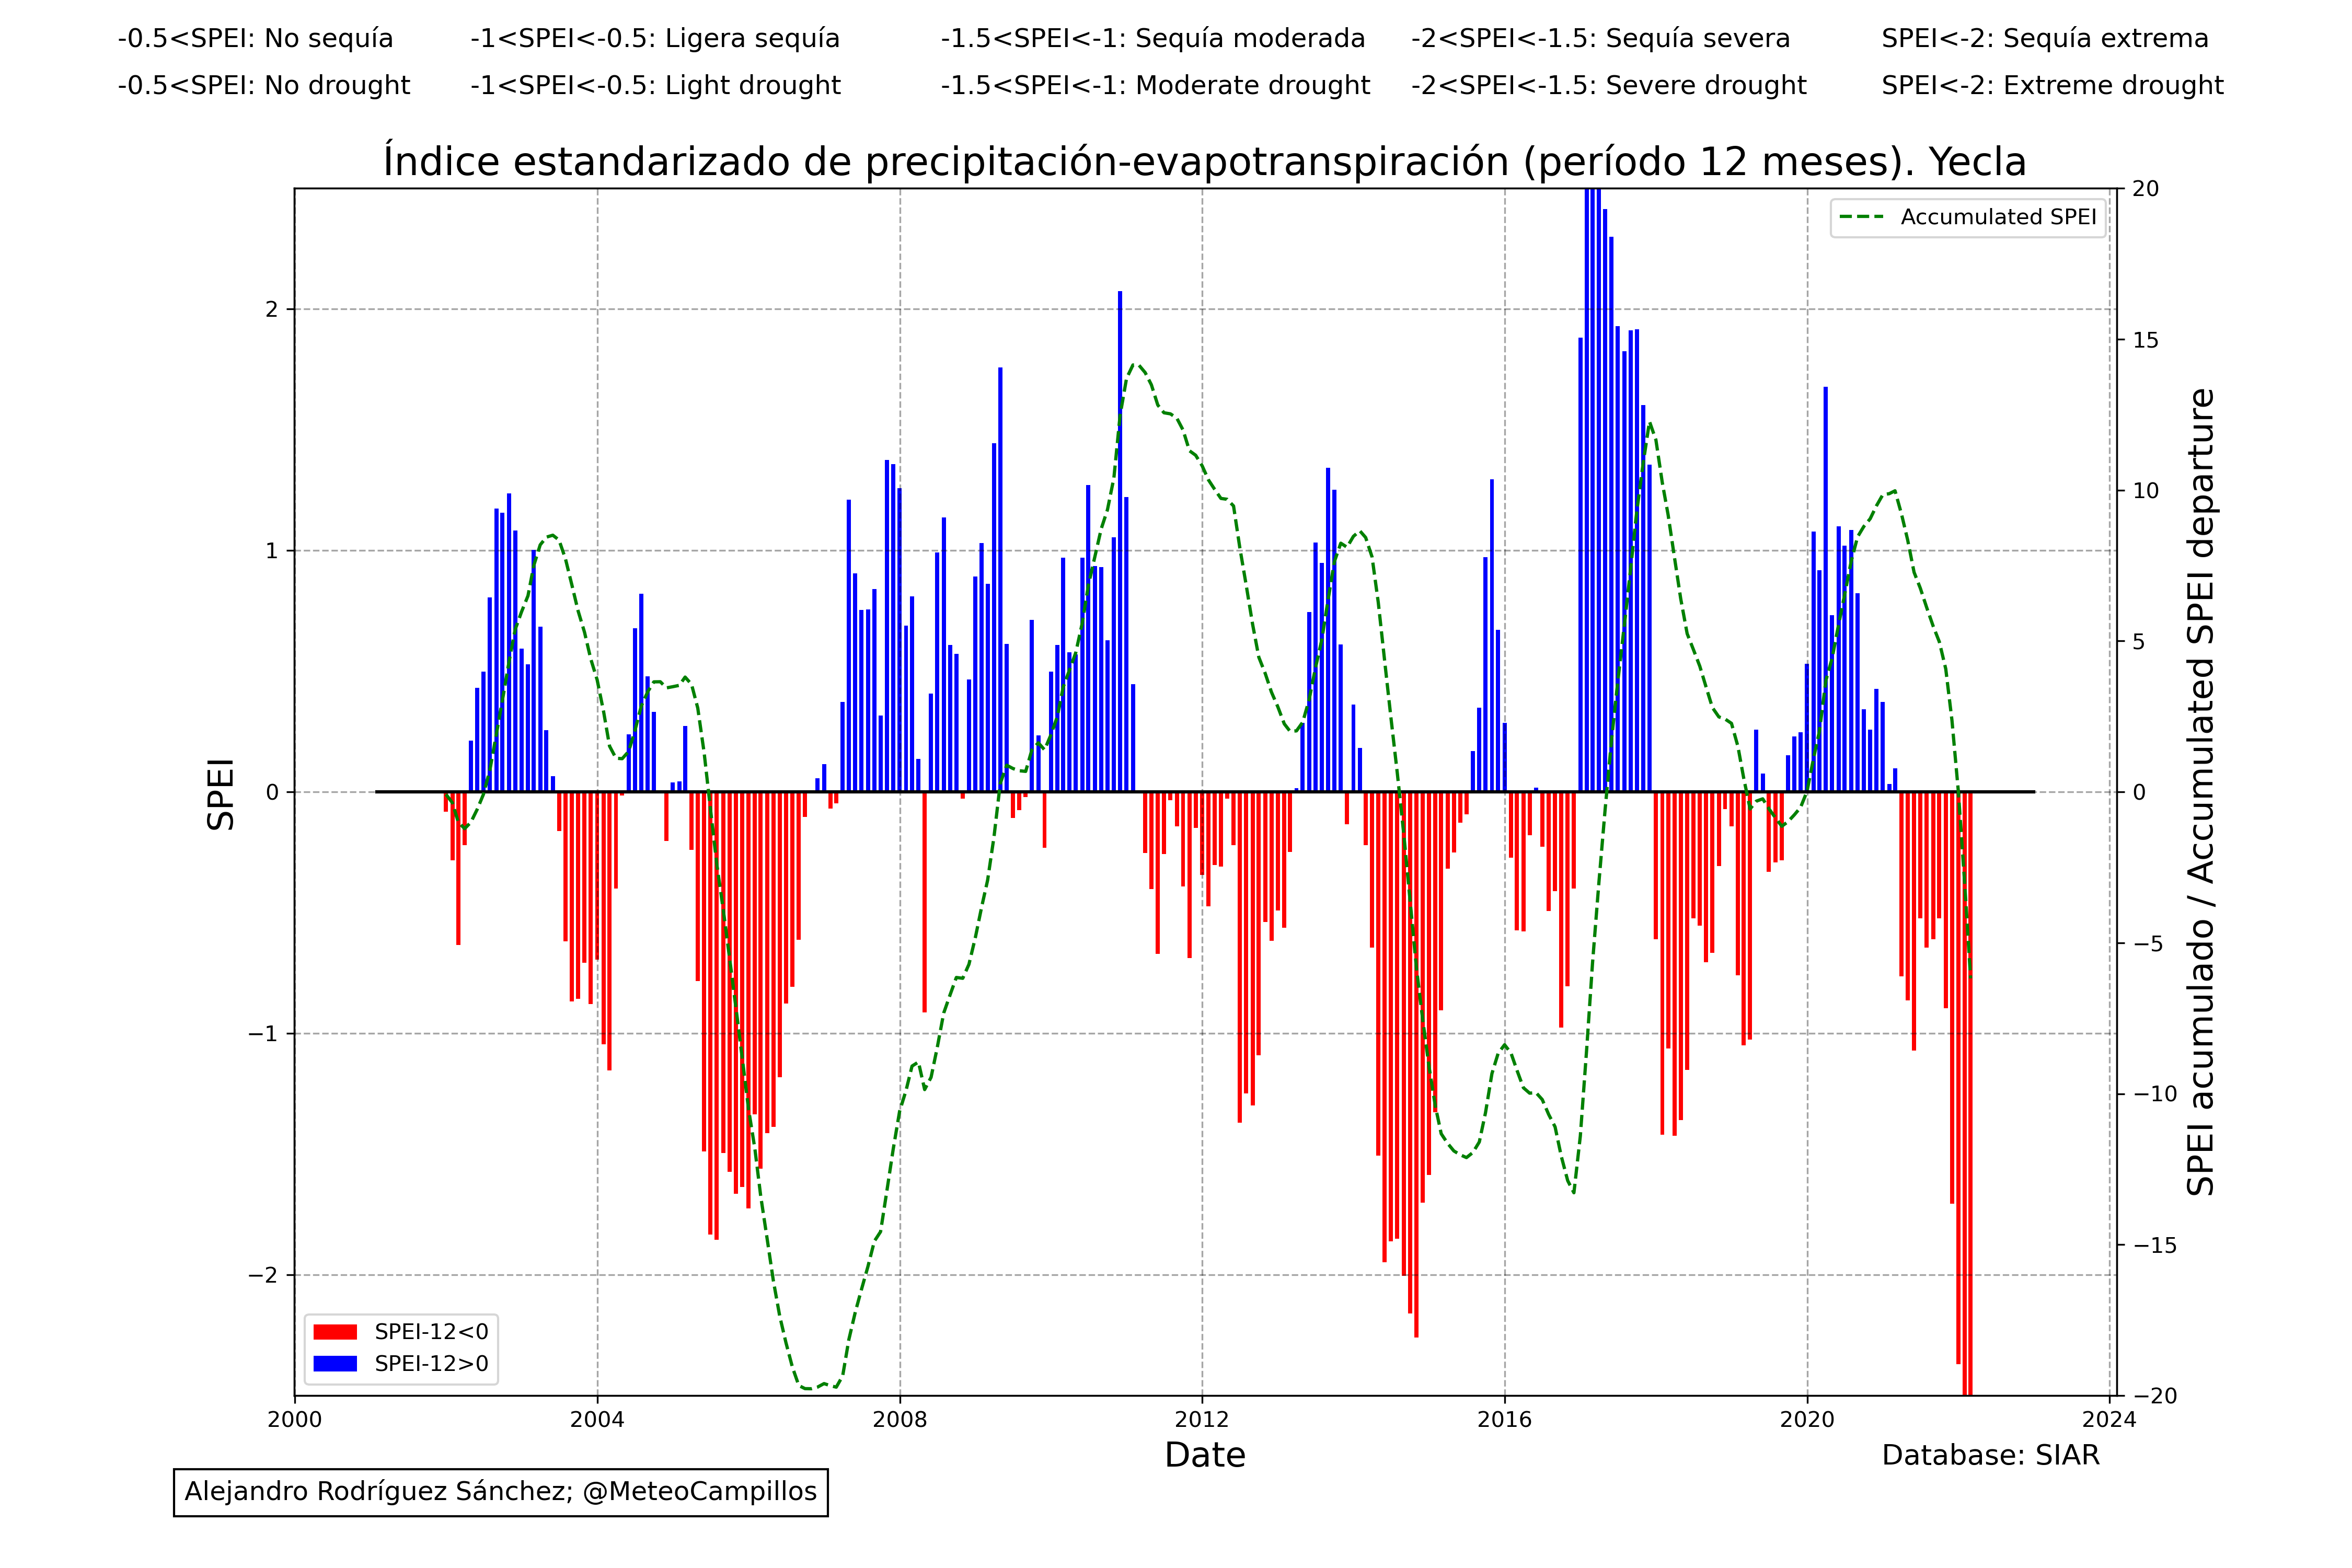 -0.5<SPEI: No sequía -1<SPEI<-0.5: Ligera sequía -1.5<SPEI<-1: Sequía moderada -2<SPEI<-1.5: Sequía severa SPEI<-2: Sequía extrema
-0.5<SPEI: No drought -1<SPEI<-0.5: Light drought -1.5<SPEI<-1: Moderate drought -2<SPEI<-1.5: Severe drought SPEI<-2: Extreme drought
Índice estandarizado de precipitación-evapotranspiración (período 12 meses). Yecla
Accumulated SPEI
SPEI
2
1
0
−1
−2
20
15
10
5
0
−5
−10
−15
−20
SPEI acumulado / Accumulated SPEI departure
SPEI-12<0
SPEI-12>0
2000 2004 2008 2012 2016 2020 2024
Date
Database: SIAR
Alejandro Rodríguez Sánchez; @MeteoCampillos